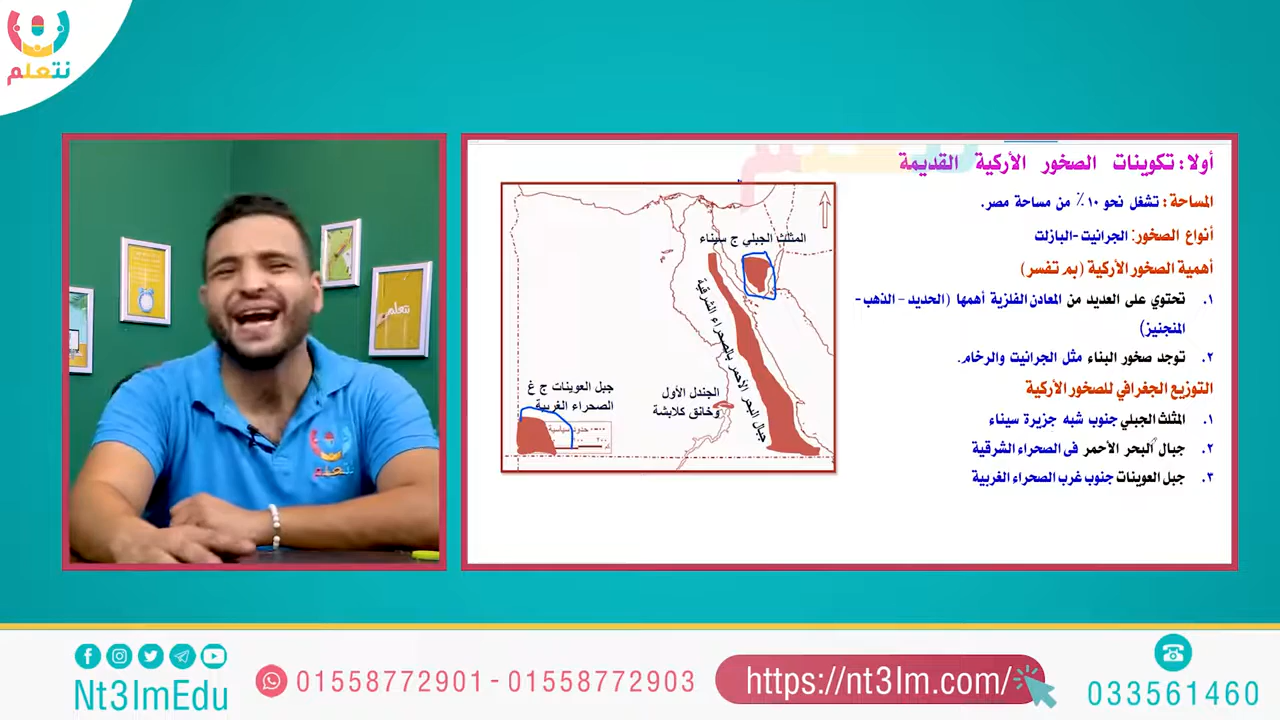 نتعلم
أولا: تكوينات الصخور الأركية القديمة
المساحة: تشغل نحو ١٠٪ من مساحة مصر.
أنواع الصخور: الجرانيت -البازلت
أهمية الصخور الأركية (بم تفسر)
١. تحتوي على العديد من المعادن الفلزية أهمها (الحديد – الذهب -
المنجنيز)
٢. توجد صخور البناء مثل الجرانيت والرخام.
التوزيع الجغرافي للصخور الأركية
١. المثلث الجبلي جنوب شبه جزيرة سيناء
٢. جبال البحر الأحمر فى الصحراء الشرقية
٣. جبل العوينات جنوب غرب الصحراء الغربية
المثلث الجبلي ج سيناء
جبال البحر الأحمر بالصحراء الشرقية
جبل العوينات ج غ
الصحراء الغربية
الجندل الأول
وخانق كلابشة
نتعلم
نتعلم
Nt3lmEdu
01558772901 - 01558772903
https://nt3lm.com/
033561460